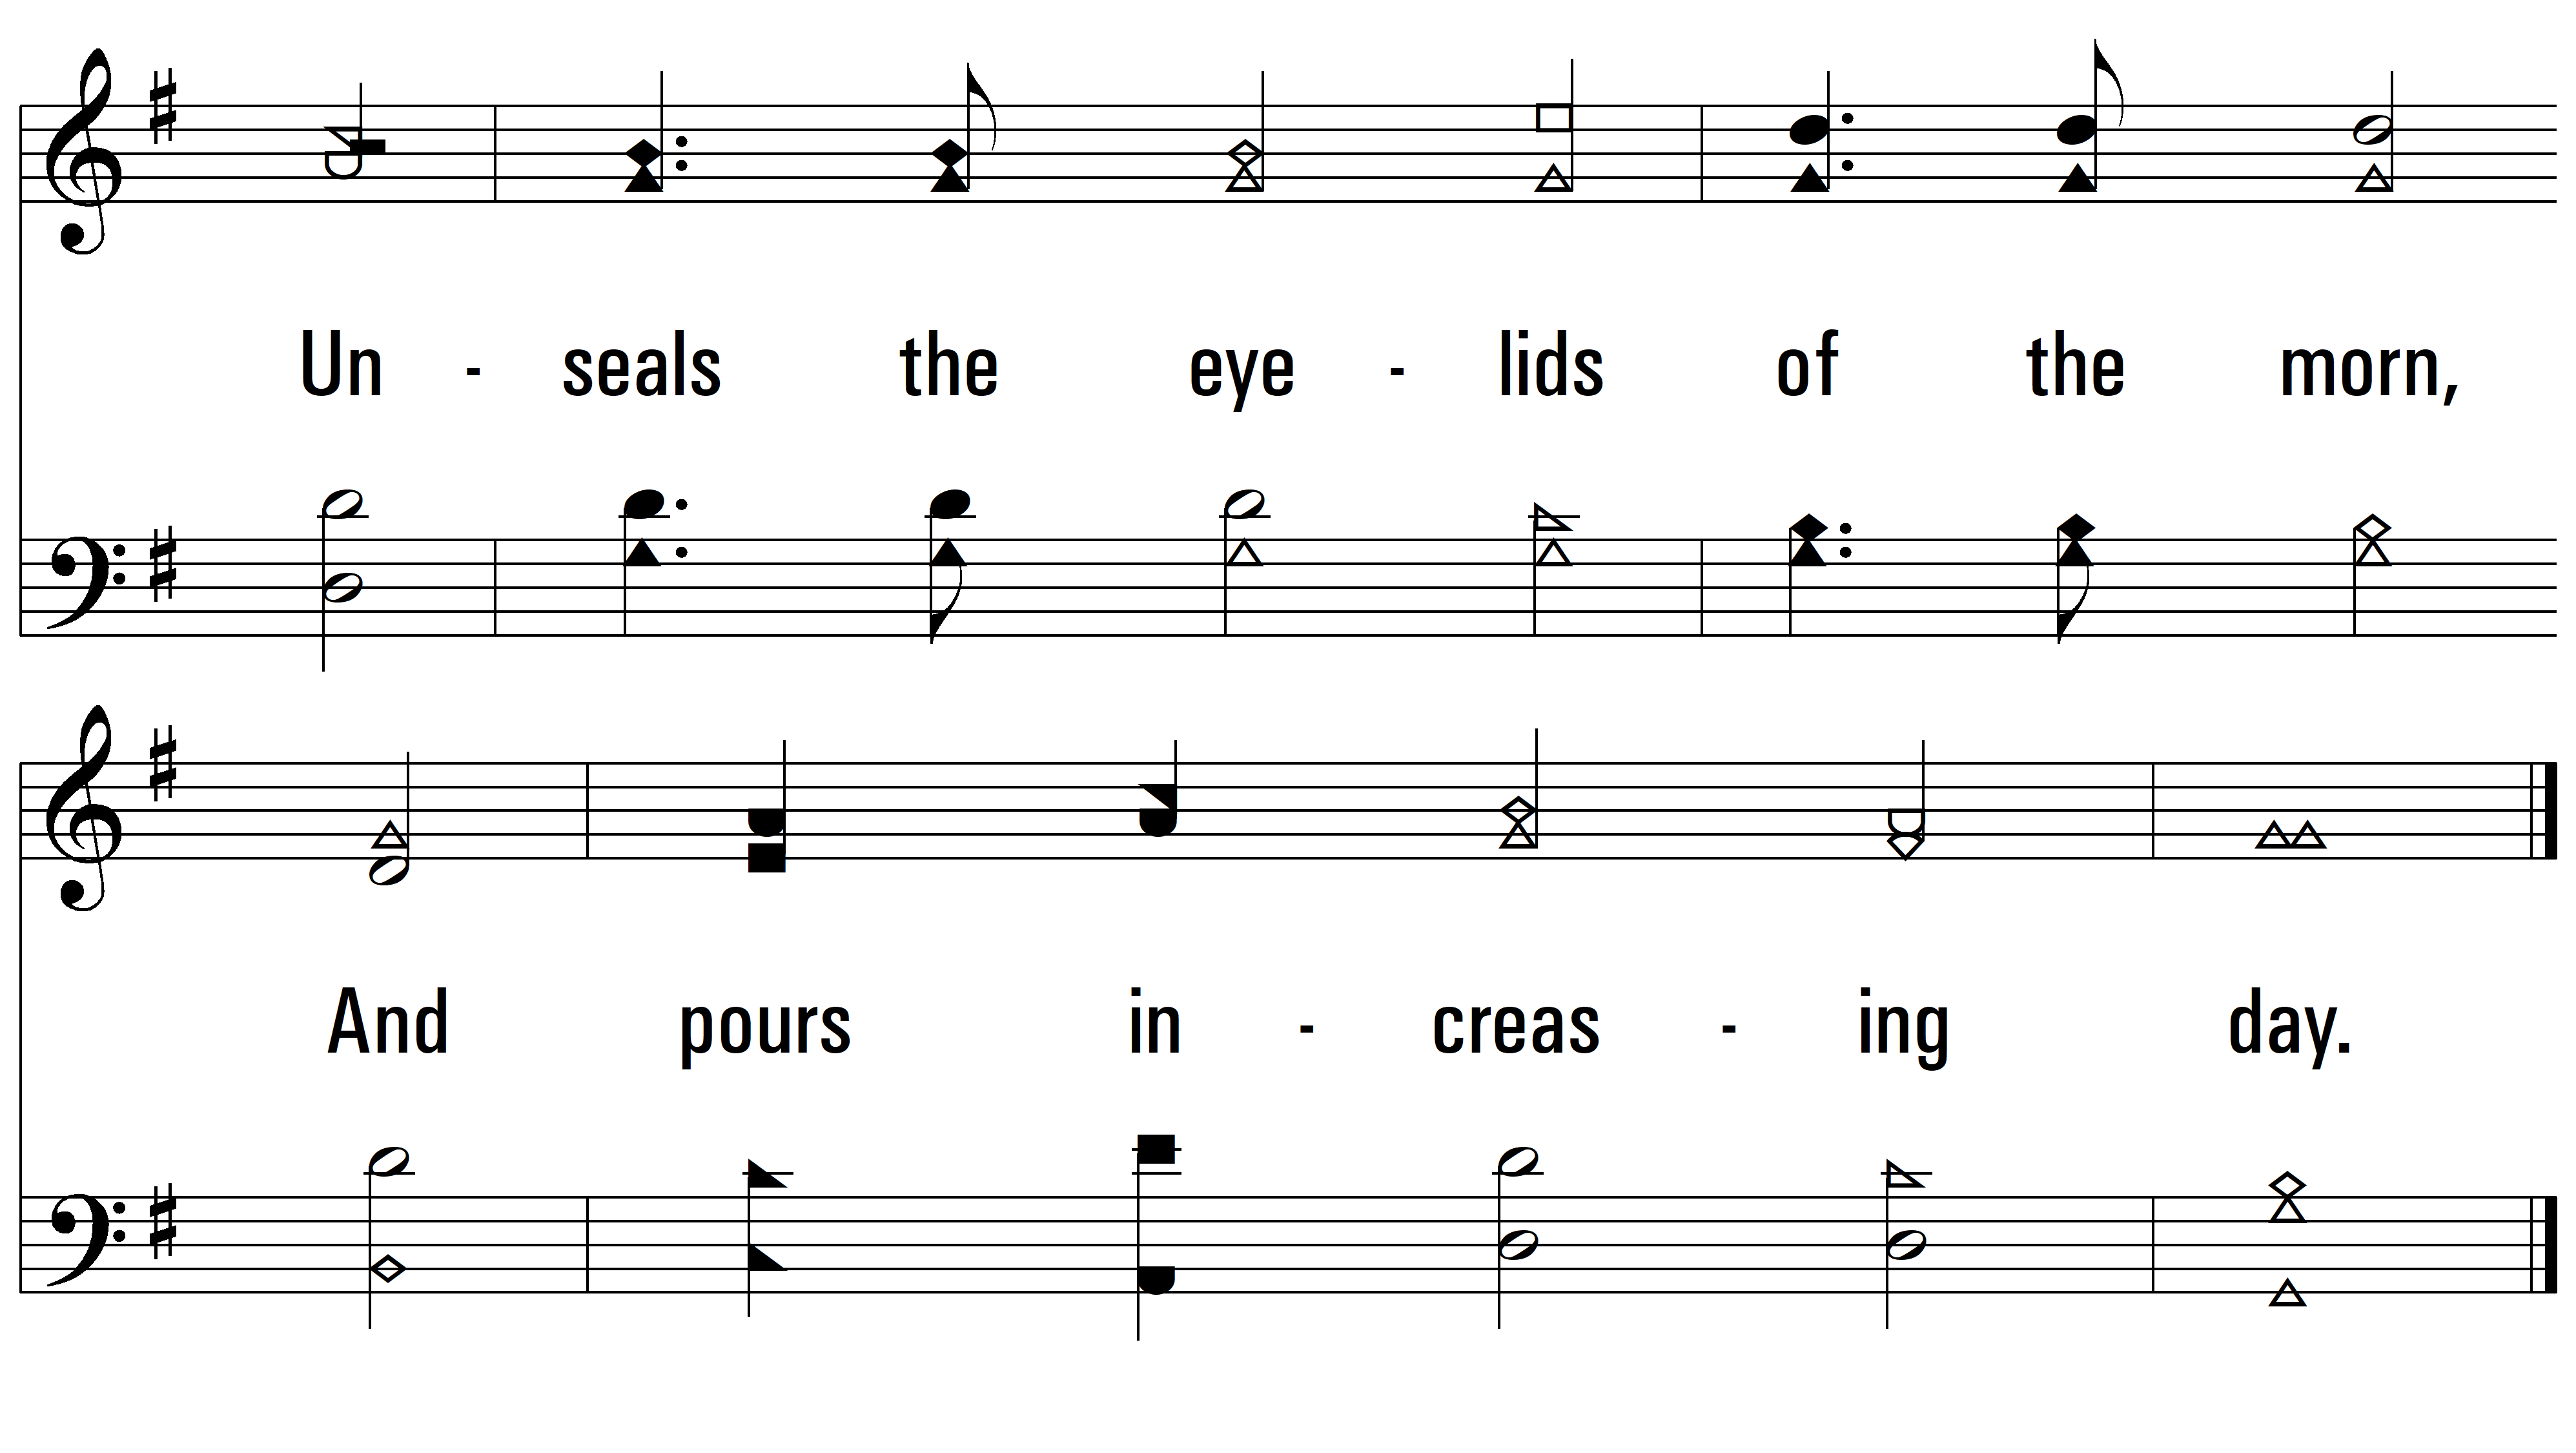 Un - seals the eye - lids of the morn,
And pours in - creas - ing day.